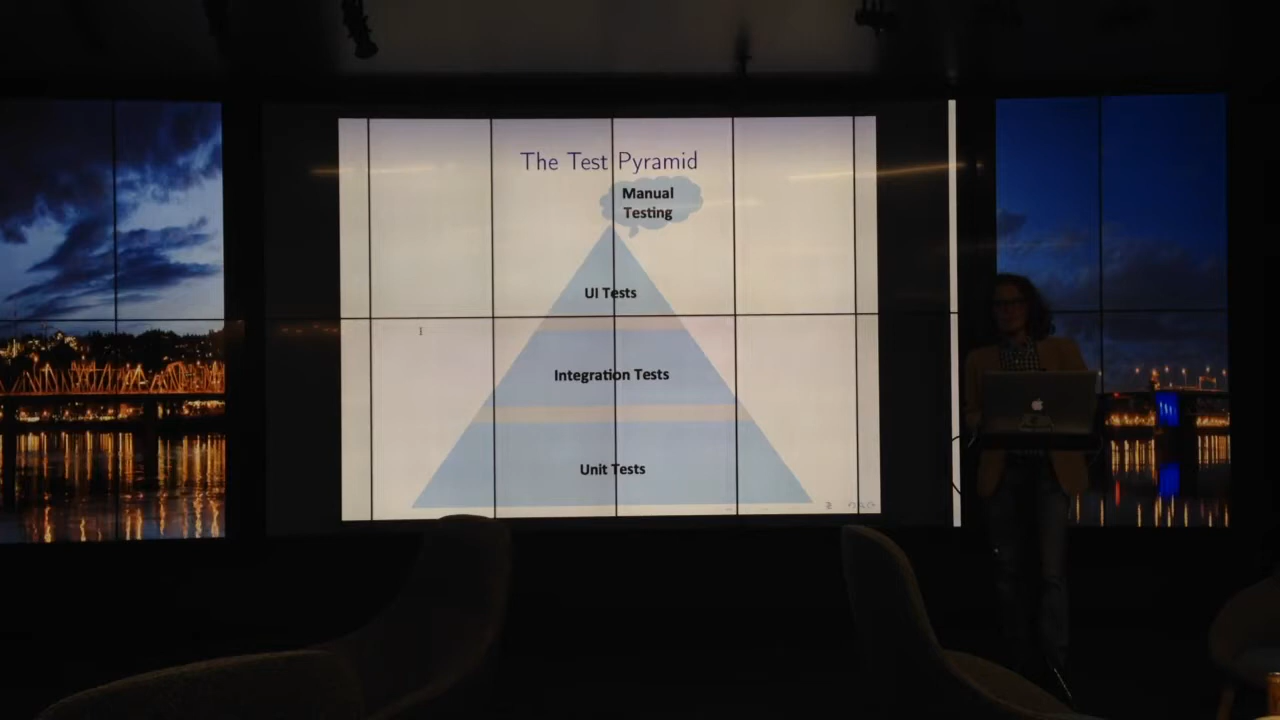 The Test Pyramid
Manual
Testing
UI Tests
Integration Tests
Unit Tests